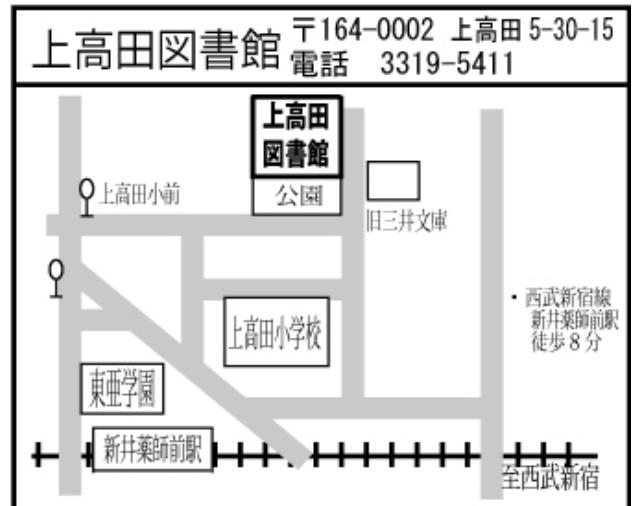 上高田図書館
〒164-0002 上高田 5-30-15
電話 3319-5411
上高田
図書館
公園
上高田小前
旧三井文庫
上高田小学校
・西武新宿線
新井薬師前駅
徒歩8分
東亜学園
新井薬師前駅
至西武新宿